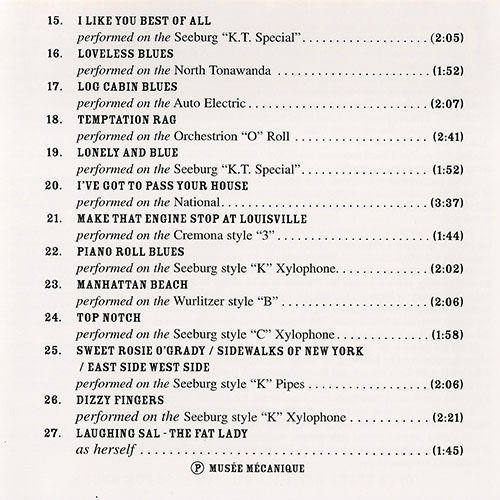 15. I LIKE YOU BEST OF ALL
performed on the Seeburg “K.T. Special”. . . . . . . . . . . . . . . . . . . . . . (2:05)
16. LOVELESS BLUES
performed on the North Tonawanda . . . . . . . . . . . . . . . . . . . . . . . . . (1:52)
17. LOG CABIN BLUES
performed on the Auto Electric . . . . . . . . . . . . . . . . . . . . . . . . . . . . . . (2:07)
18. TEMPTATION RAG
performed on the Orchestrion “O” Roll . . . . . . . . . . . . . . . . . . . . . . (2:41)
19. LONELY AND BLUE
performed on the Seeburg “K.T. Special”. . . . . . . . . . . . . . . . . . . . . . (1:52)
20. I'VE GOT TO PASS YOUR HOUSE
performed on the National. . . . . . . . . . . . . . . . . . . . . . . . . . . . . . . . . . (3:37)
21. MAKE THAT ENGINE STOP AT LOUISVILLE
performed on the Cremona style “3” . . . . . . . . . . . . . . . . . . . . . . . . . (1:44)
22. PIANO ROLL BLUES
performed on the Seeburg style “K” Xylophone. . . . . . . . . . . . . . . . (2:02)
23. MANHATTAN BEACH
performed on the Wurlitzer style “B” . . . . . . . . . . . . . . . . . . . . . . . . (2:06)
24. TOP NOTCH
performed on the Seeburg style “C” Xylophone . . . . . . . . . . . . . . . . (1:58)
25. SWEET ROSIE O'GRADY / SIDEWALKS OF NEW YORK
/ EAST SIDE WEST SIDE
performed on the Seeburg style “K” Pipes . . . . . . . . . . . . . . . . . . . . (2:06)
26. DIZZY FINGERS
performed on the Seeburg style “K” Xylophone . . . . . . . . . . . . . . (2:21)
27. LAUGHING SAL - THE FAT LADY
as herself . . . . . . . . . . . . . . . . . . . . . . . . . . . . . . . . . . . . . . . . . . . . . (1:45)
Ⓟ MUSÉE MÉCANIQUE